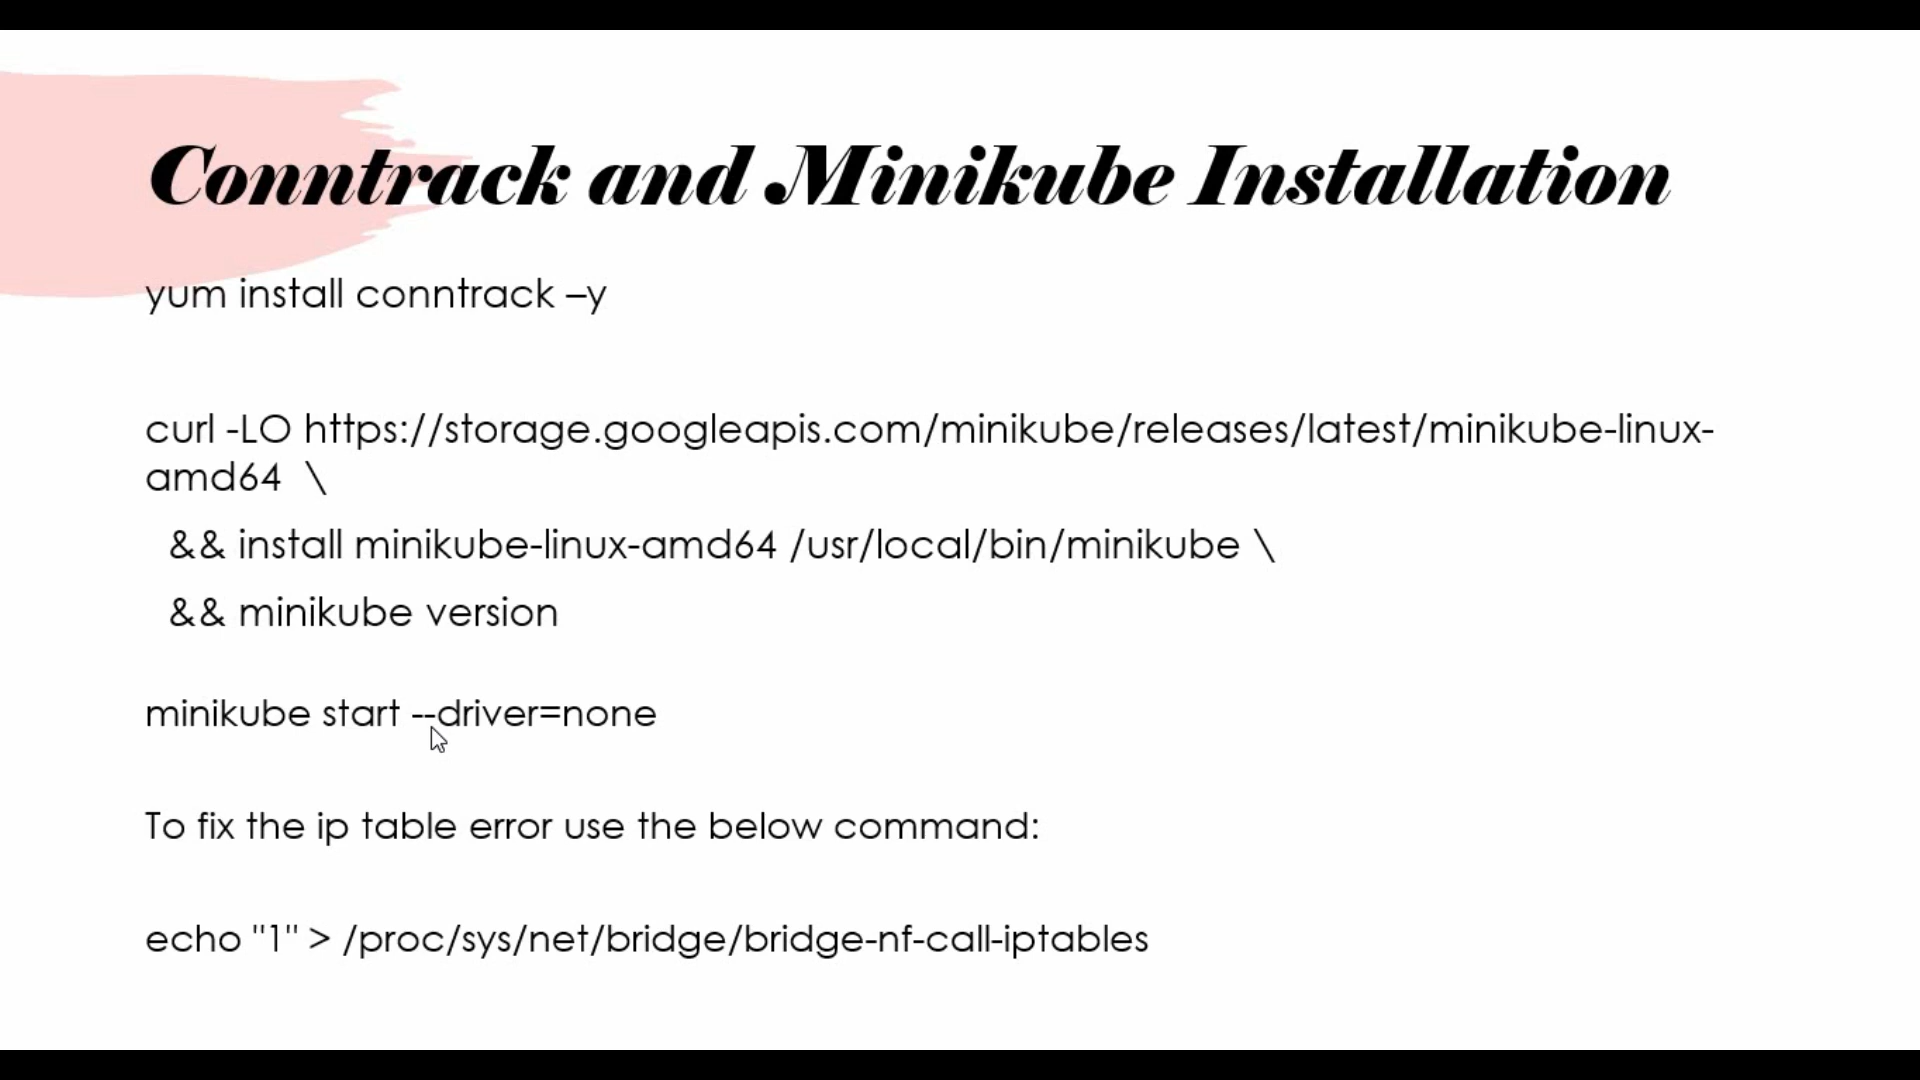 Conntrack and Minikube Installation
yum install conntrack –y
curl -LO https://storage.googleapis.com/minikube/releases/latest/minikube-linux-
amd64  \
&& install minikube-linux-amd64 /usr/local/bin/minikube \
&& minikube version
minikube start --driver=none
To fix the ip table error use the below command:
echo "1" > /proc/sys/net/bridge/bridge-nf-call-iptables